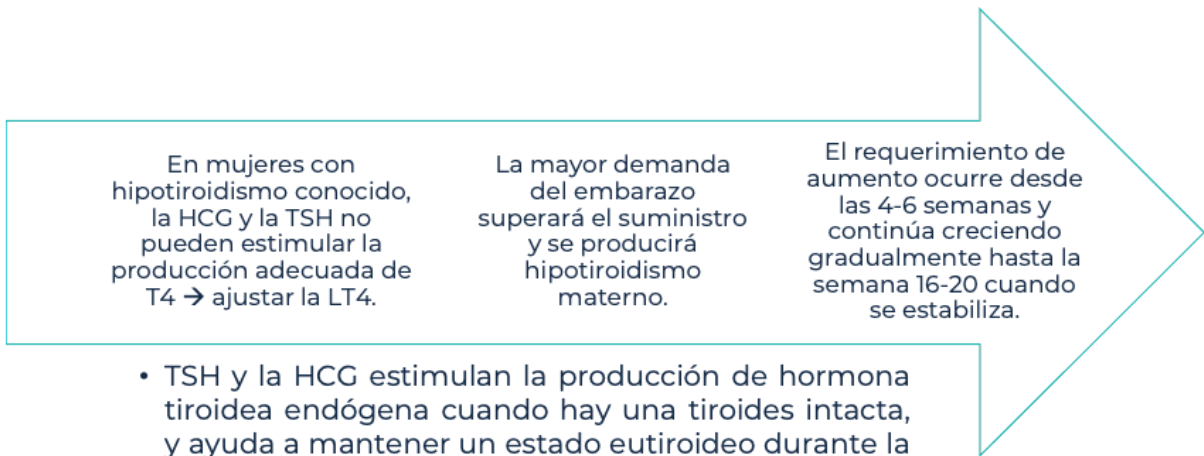 En mujeres con
hipotiroidismo conocido,
la HCG y la TSH no
pueden estimular la
producción adecuada de
T4 → ajustar la LT4.
La mayor demanda
del embarazo
superará el suministro
y se producirá
hipotiroidismo
materno.
El requerimiento de
aumento ocurre desde
las 4-6 semanas y
continúa creciendo
gradualmente hasta la
semana 16-20 cuando
se estabiliza.
• TSH y la HCG estimulan la producción de hormona
tiroidea endógena cuando hay una tiroides intacta,
y ayuda a mantener un estado eutiroideo durante la